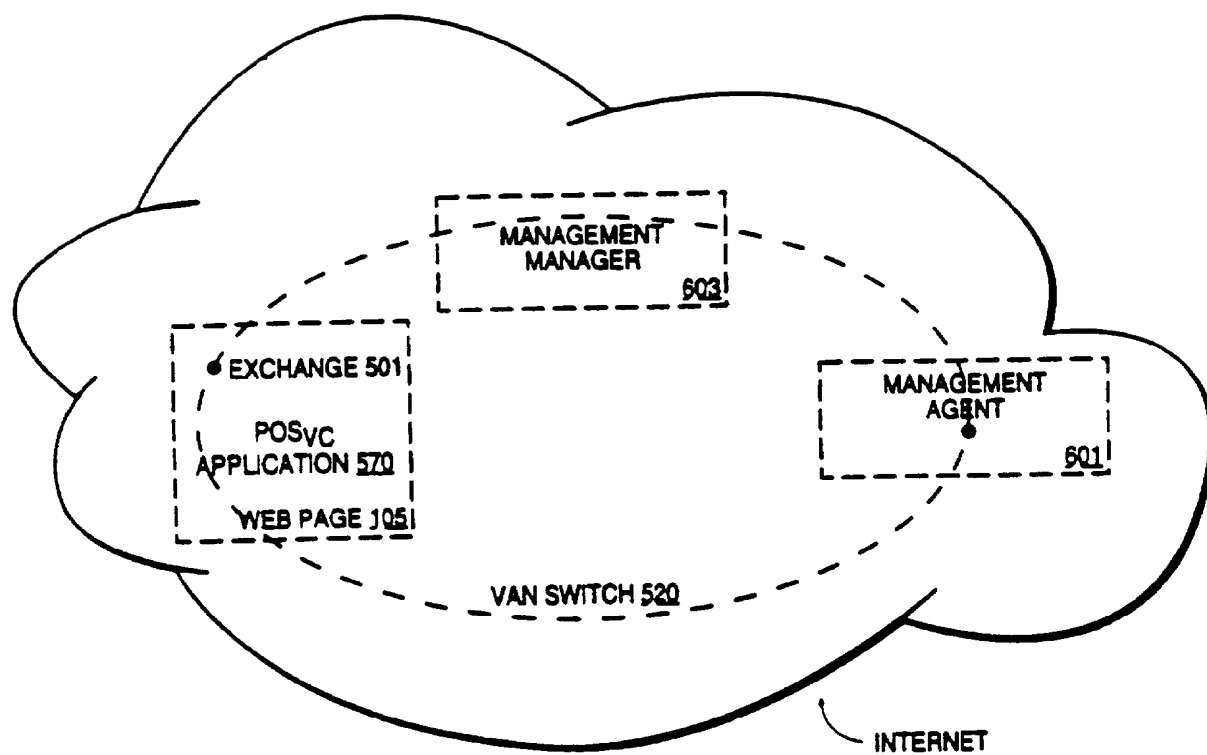 MANAGEMENT
MANAGER
603
EXCHANGE 501
POSVC
APPLICATION 570
WEB PAGE 105
MANAGEMENT
AGENT
601
VAN SWITCH 520
INTERNET